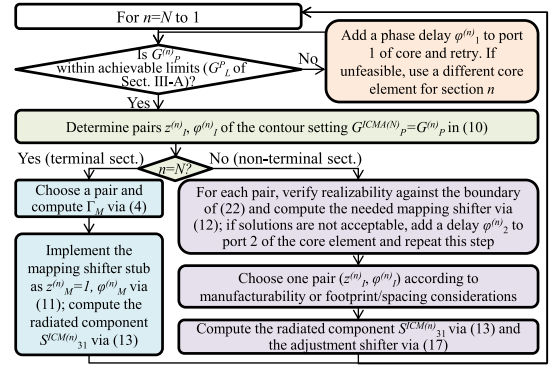 For n=N to 1
Is G^(n)_P
within achievable limits (G^P_L of
Sect. III-A)?
No
Add a phase delay φ^(n)_1 to port
1 of core and retry. If
unfeasible, use a different core
element for section n
Yes
Determine pairs z^(n)_I, φ^(n)_I of the contour setting G^ICMA(N)_P=G^(n)_P in (10)
Yes (terminal sect.)
n=N?
No (non-terminal sect.)
Choose a pair and
compute Γ_M via (4)
Implement the
mapping shifter stub
as z^(n)_M=1, φ^(n)_M via
(11); compute the
radiated component
S^ICM(n)_31 via (13)
For each pair, verify realizability against the boundary
of (22) and compute the needed mapping shifter via
(12); if solutions are not acceptable, add a delay φ^(n)_2 to
port 2 of the core element and repeat this step
Choose one pair (z^(n)_I, φ^(n)_I) according to
manufacturability or footprint/spacing considerations
Compute the radiated component S^ICM(n)_31 via (13) and
the adjustment shifter via (17)